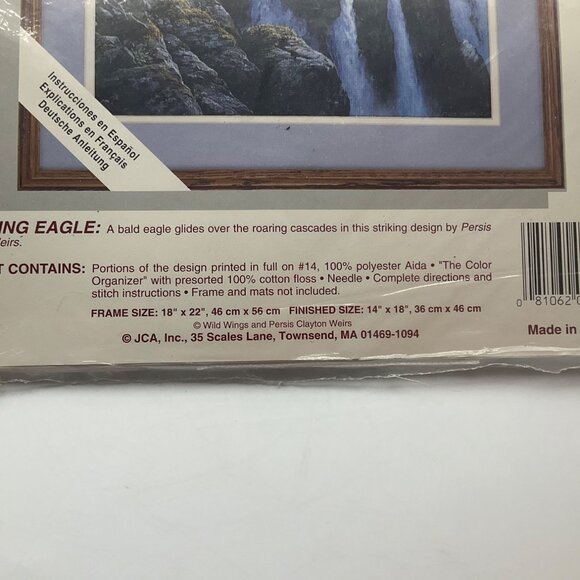 Instrucciones en Español
Explications en Français
Deutsche Anleitung
ING EAGLE: A bald eagle glides over the roaring cascades in this striking design by Persis
eirs.
T CONTAINS: Portions of the design printed in full on #14, 100% polyester Aida • "The Color
Organizer" with presorted 100% cotton floss • Needle • Complete directions and
stitch instructions • Frame and mats not included.
FRAME SIZE: 18" x 22", 46 cm x 56 cm FINISHED SIZE: 14" x 18", 36 cm x 46 cm
© Wild Wings and Persis Clayton Weirs
© JCA, Inc., 35 Scales Lane, Townsend, MA 01469-1094
0 81062
Made in